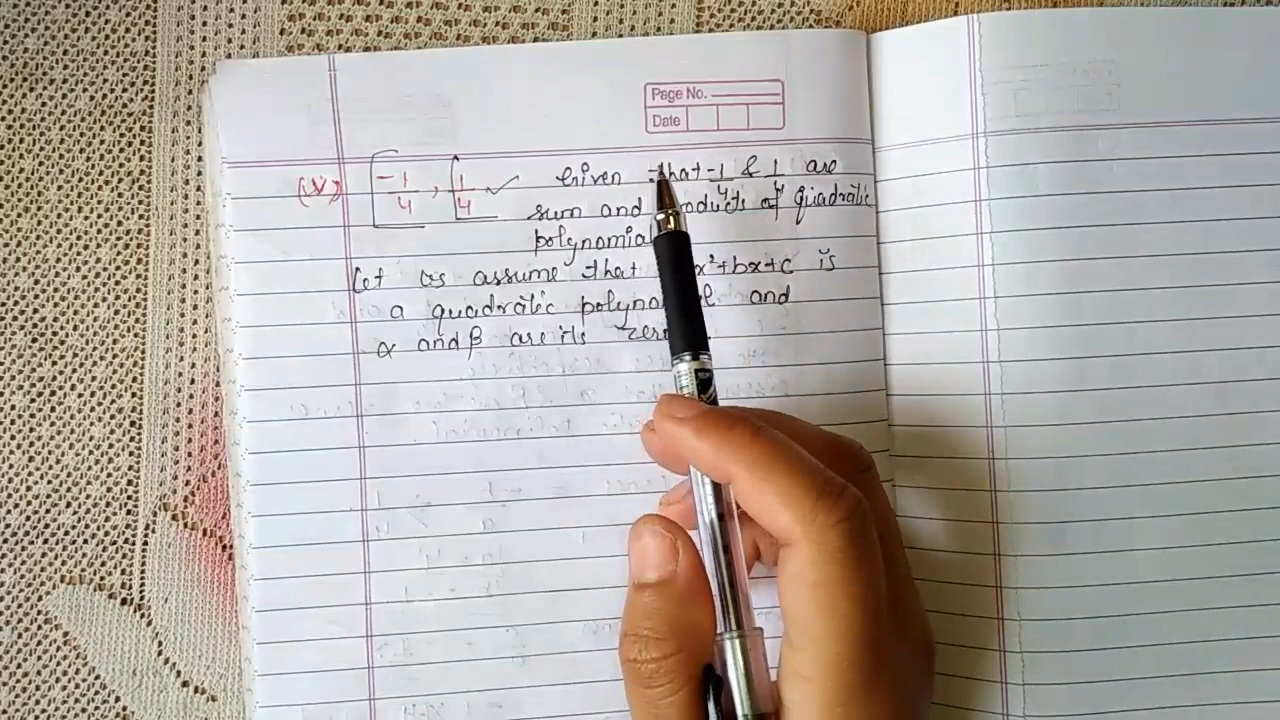 Page No.
Date
(v) -1/4, 1/4 ✓ Given that -1/4 & 1/4 are
sum and products of quadratic
polynomial
Let us assume that x²+bx+c is
a quadratic polynomial and
α and β are its